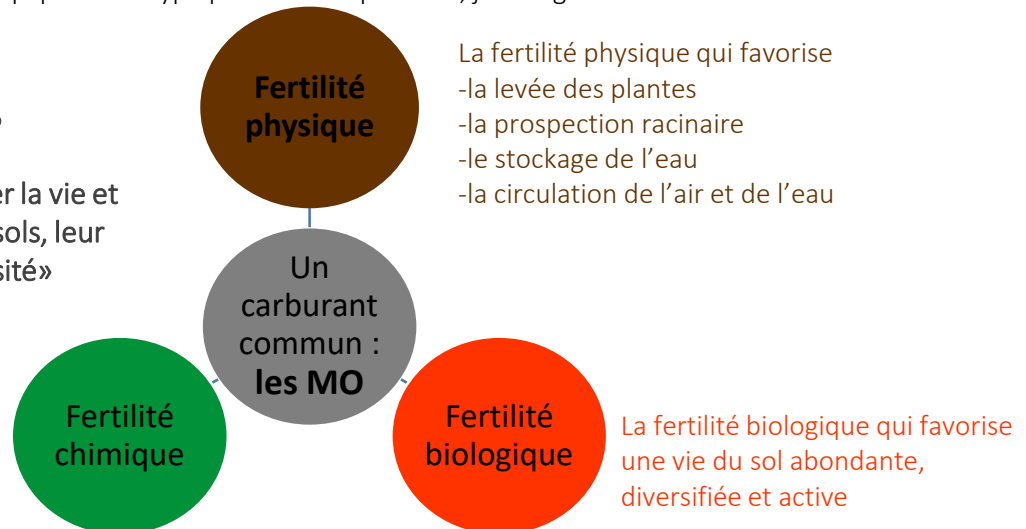 Fertilité
physique
La fertilité physique qui favorise
-la levée des plantes
-la prospection racinaire
-le stockage de l’eau
-la circulation de l’air et de l’eau
la vie et
sols, leur
Un
carburant
commun :
les MO
Fertilité
chimique
Fertilité
biologique
La fertilité biologique qui favorise
une vie du sol abondante,
diversifiée et active